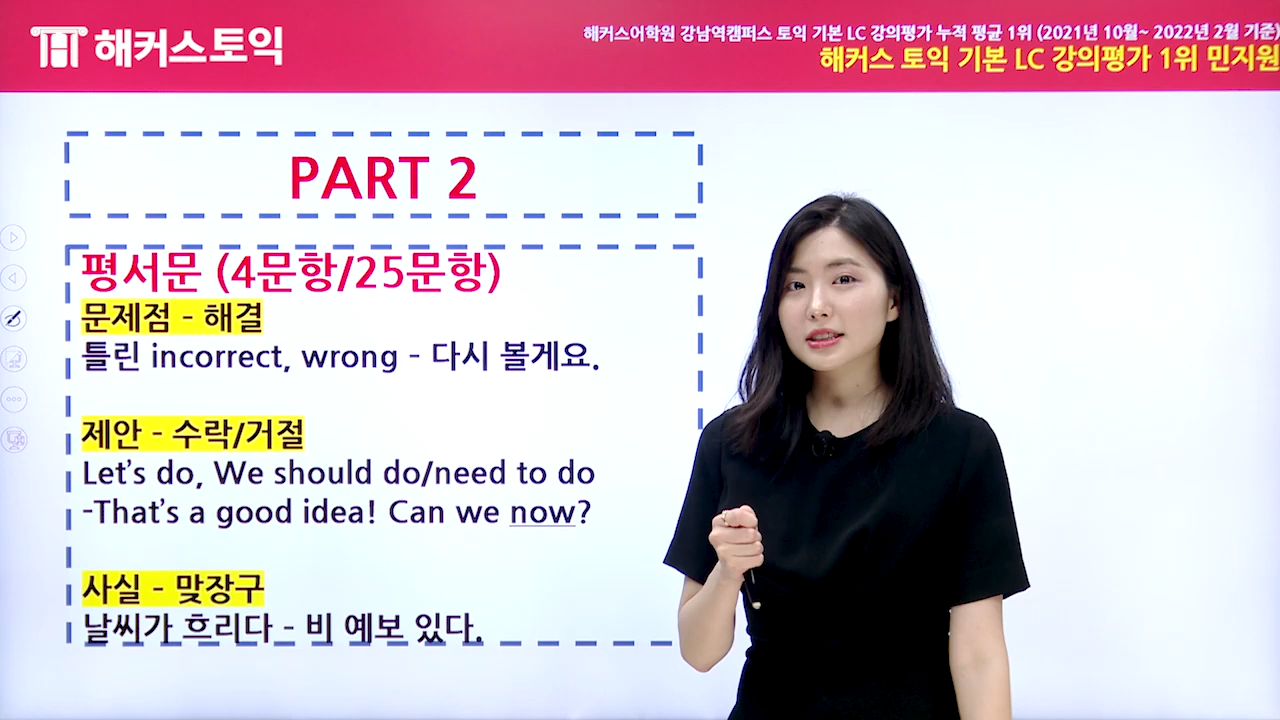 해커스토익
해커스어학원 강남역캠퍼스 토익 기본 LC 강의평가 누적 평균 1위 (2021년 10월~ 2022년 2월 기준)
해커스 토익 기본 LC 강의평가 1위 민지원
PART 2
평서문 (4문항/25문항)
문제점 - 해결
틀린 incorrect, wrong - 다시 볼게요.
제안 - 수락/거절
Let's do, We should do/need to do
-That's a good idea! Can we now?
사실 - 맞장구
날씨가 흐리다 - 비 예보 있다.